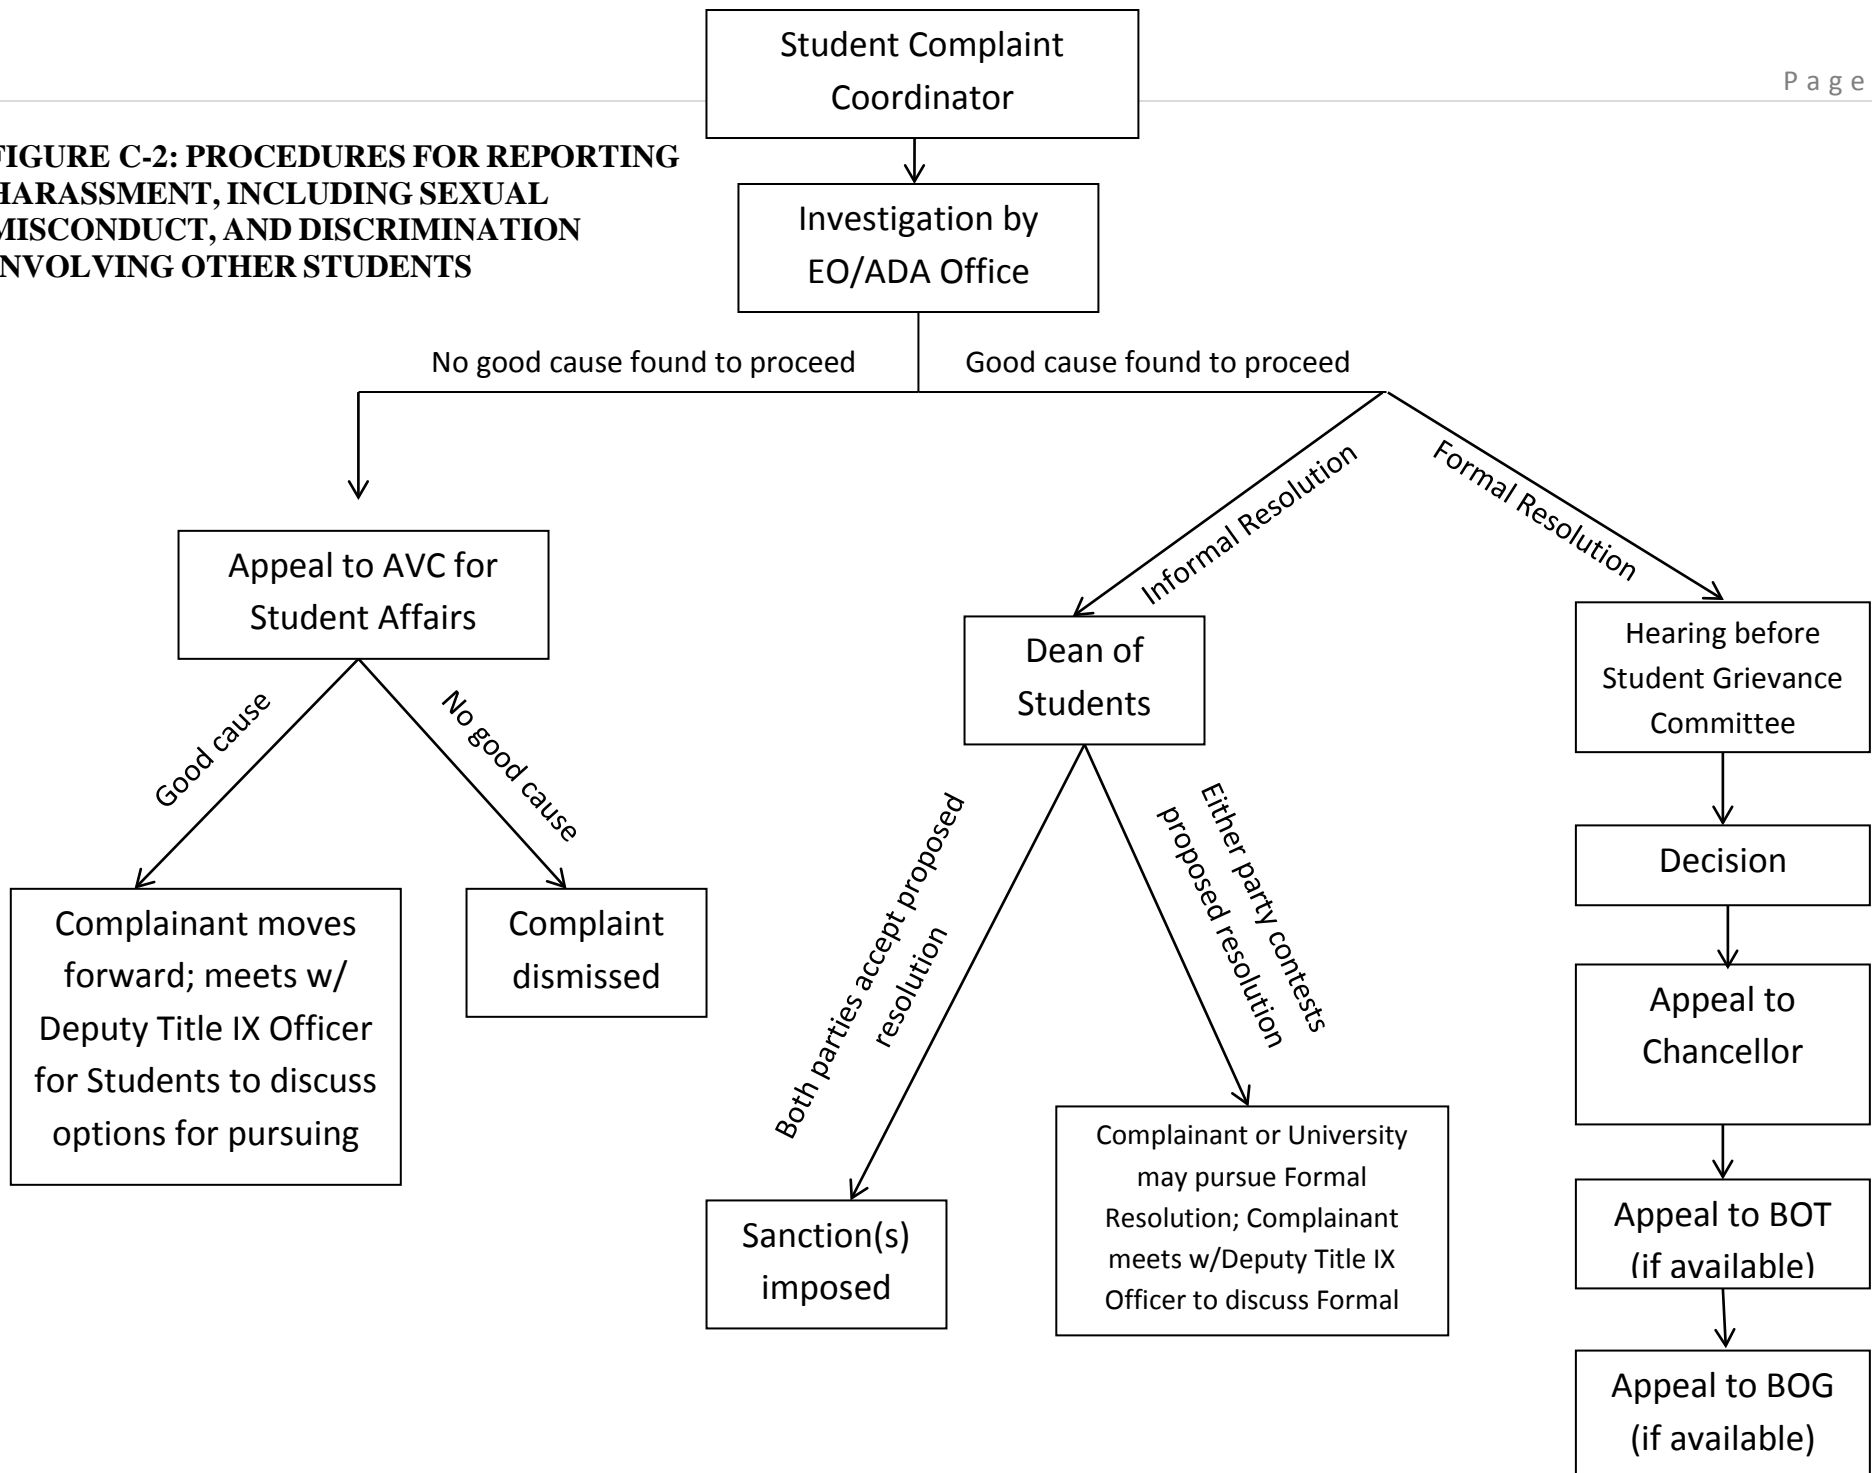 Student Complaint
Coordinator
Page
FIGURE C-2: PROCEDURES FOR REPORTING
HARASSMENT, INCLUDING SEXUAL
MISCONDUCT, AND DISCRIMINATION
INVOLVING OTHER STUDENTS
Investigation by
EO/ADA Office
No good cause found to proceed
Good cause found to proceed
Informal Resolution
Formal Resolution
Appeal to AVC for
Student Affairs
Good cause
No good cause
Complainant moves
forward; meets w/
Deputy Title IX Officer
for Students to discuss
options for pursuing
Complaint
dismissed
Dean of
Students
Both parties accept proposed
resolution
Either party contests
proposed resolution
Sanction(s)
imposed
Complainant or University
may pursue Formal
Resolution; Complainant
meets w/Deputy Title IX
Officer to discuss Formal
Hearing before
Student Grievance
Committee
Decision
Appeal to
Chancellor
Appeal to BOT
(if available)
Appeal to BOG
(if available)